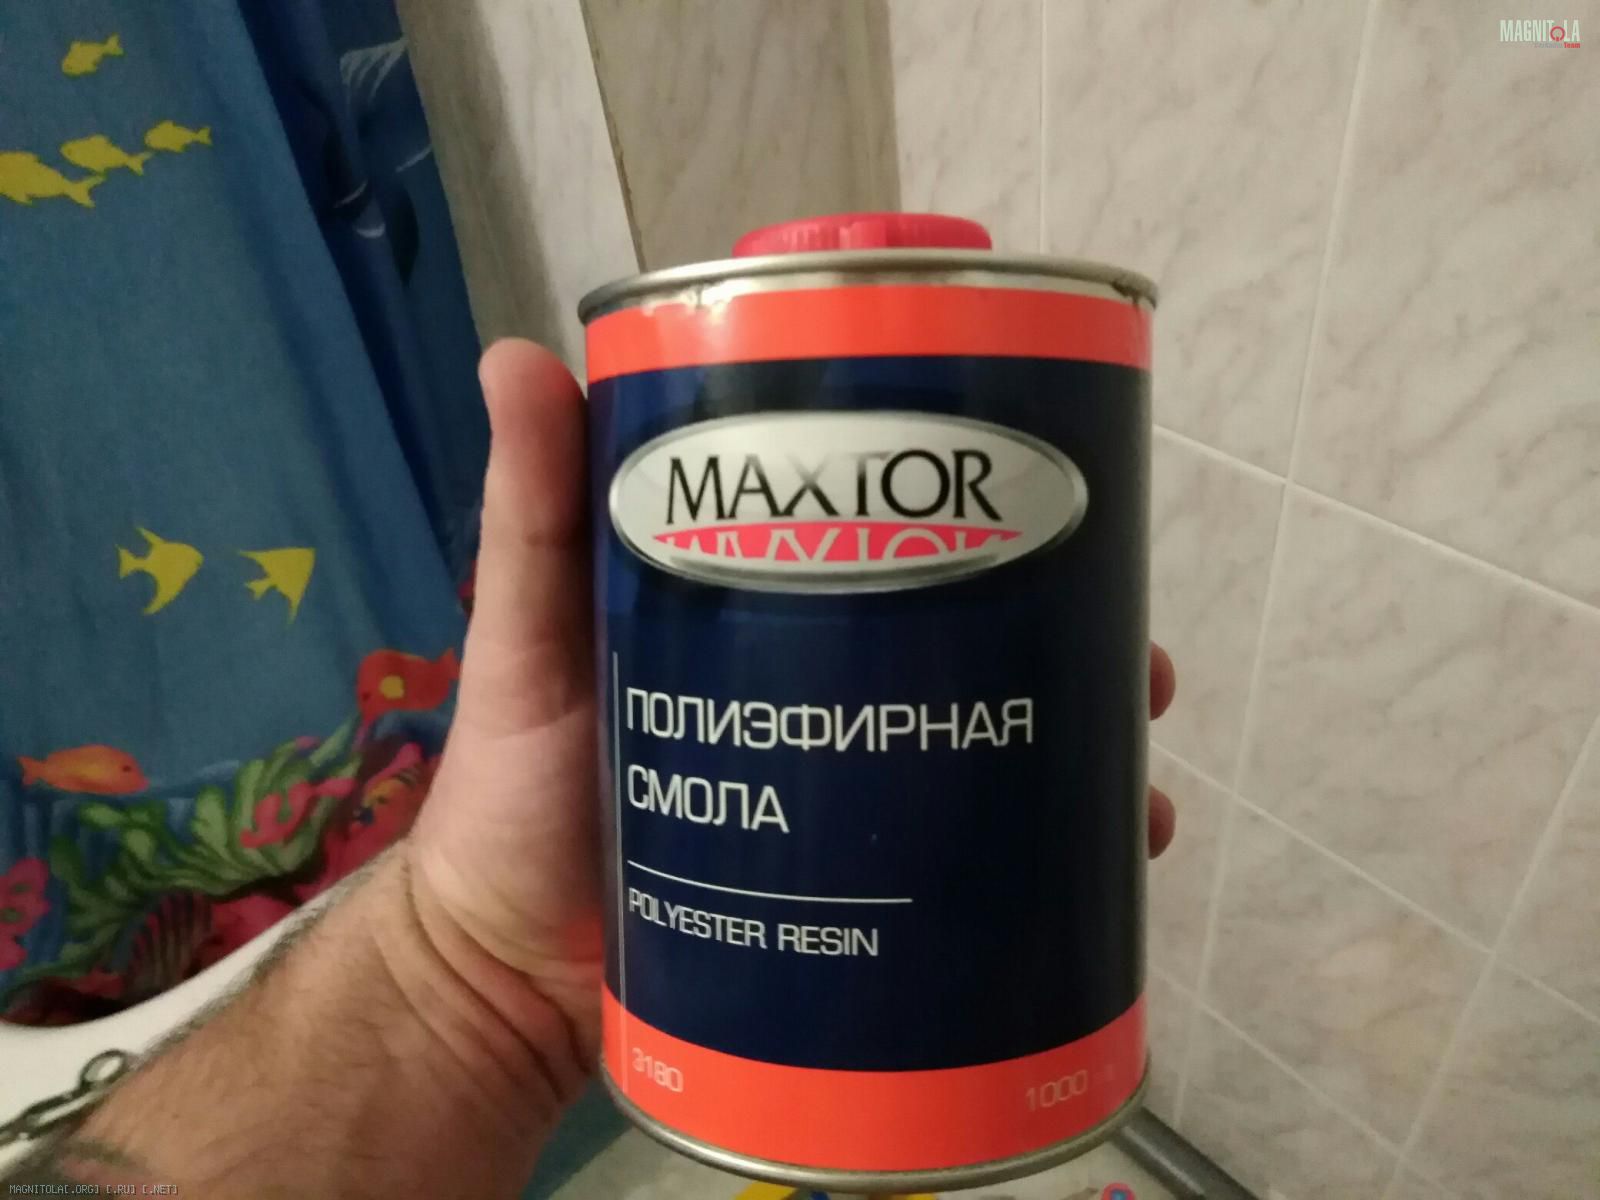 MAGNITOLA
MAXTOR
ПОЛИЭФИРНАЯ
СМОЛА
POLYESTER RESIN
3180
1000
MAGNITOLA[.ORG] [.RU] [.NET]